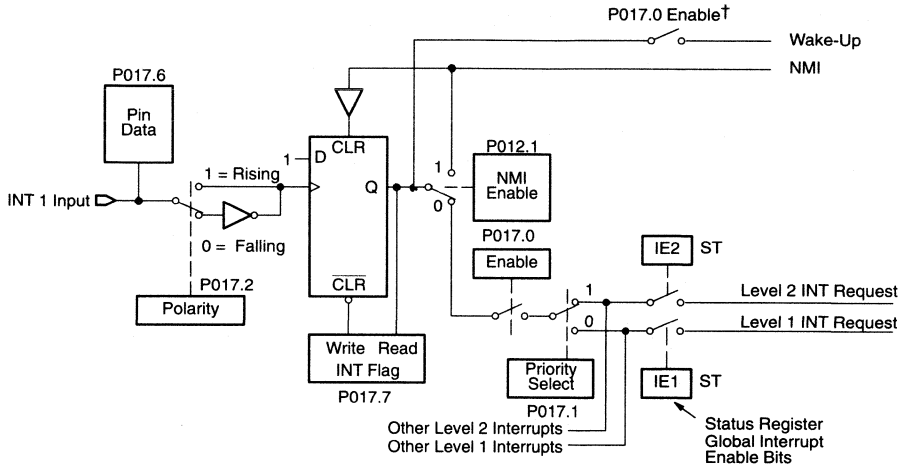 P017.0 Enable†
Wake-Up
NMI
P017.6
Pin
Data
INT 1 Input
1 = Rising
0 = Falling
P017.2
Polarity
1
D
CLR
Q
CLR
Write Read
INT Flag
P017.7
1
0
P012.1
NMI
Enable
P017.0
Enable
1
0
Priority
Select
P017.1
IE2 ST
Level 2 INT Request
Level 1 INT Request
IE1 ST
Other Level 2 Interrupts
Other Level 1 Interrupts
Status Register
Global Interrupt
Enable Bits